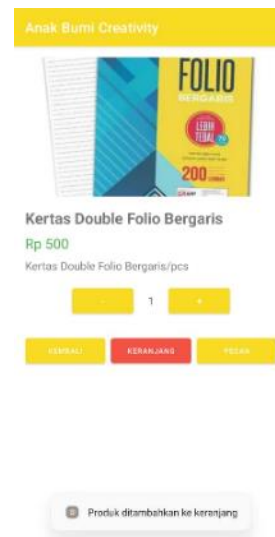 Anak Bumi Creativity
FOLIO
BERGARIS
LEBIH
TEBAL
200
Kertas Double Folio Bergaris
Rp 500
Kertas Double Folio Bergaris/pcs
- 1 +
KEMBALI KERANJANG PESAN
Produk ditambahkan ke keranjang